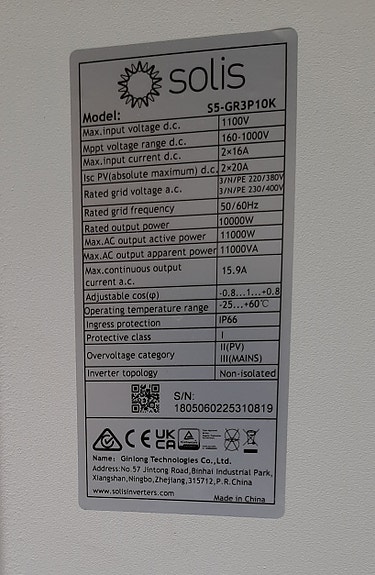 solis
Model: S5-GR3P10K
Max.input voltage d.c. 1100V
Mppt voltage range d.c. 160-1000V
Max.input current d.c. 2×16A
Isc PV(absolute maximum) d.c. 2×20A
Rated grid voltage a.c. 3/N/PE 220/380V
3/N/PE 230/400V
Rated grid frequency 50/60Hz
Rated output power 10000W
Max.AC output active power 11000W
Max.AC output apparent power 11000VA
Max.continuous output 15.9A
current a.c.
Adjustable cos(φ) -0.8...1...+0.8
Operating temperature range -25...+60℃
Ingress protection IP66
Protective class I
Overvoltage category II(PV)
III(MAINS)
Inverter topology Non-isolated
S/N:
1805060225310819
CE UKCA
Name: Ginlong Technologies Co.,Ltd.
Address:No 57 Jintong Road,Binhai Industrial Park,
Xiangshan,Ningbo,Zhejiang,315712,P.R.China
www.solisinverters.com Made in China